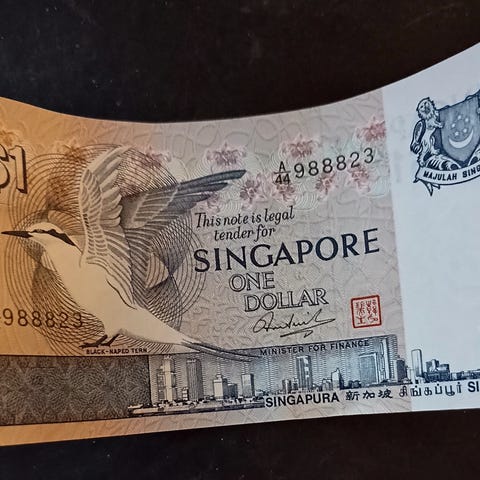 $1
A/44 988823
MAJULAH SING
This note is legal
tender for
SINGAPORE
ONE
DOLLAR
988823
BLACK-NAPED TERN
MINISTER FOR FINANCE
SINGAPURA 新加坡 சிங்கப்பூர் SI